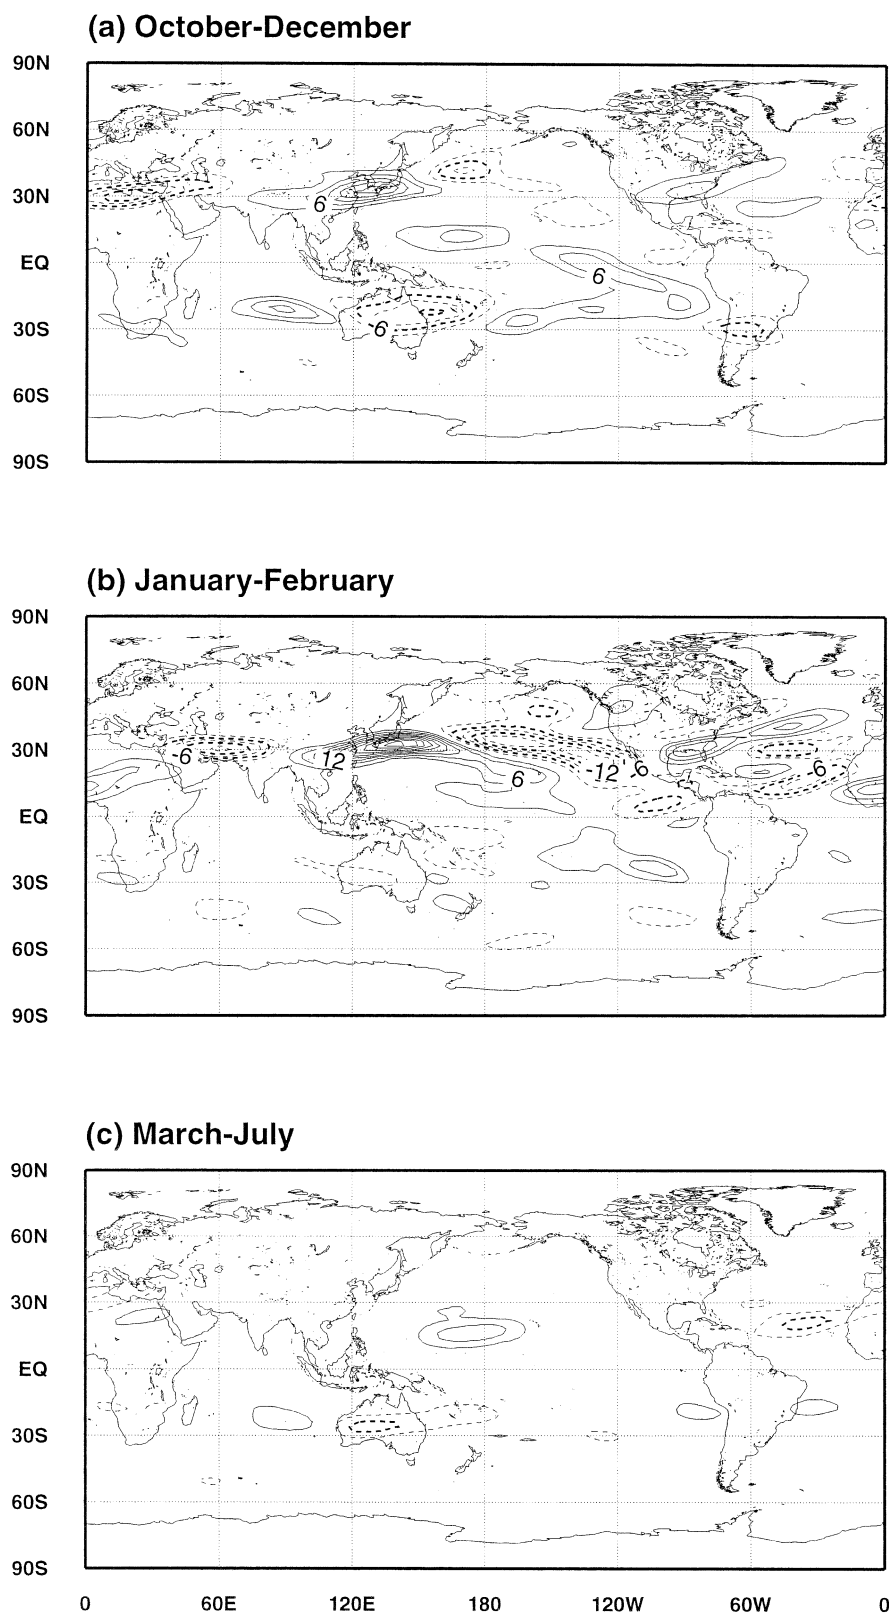 (a) October-December
90N
60N
30N
EQ
30S
60S
90S
6
6
-6
(b) January-February
90N
60N
30N
EQ
30S
60S
90S
-6
12
6
-12
-6
-6
(c) March-July
90N
60N
30N
EQ
30S
60S
90S
0 60E 120E 180 120W 60W 0